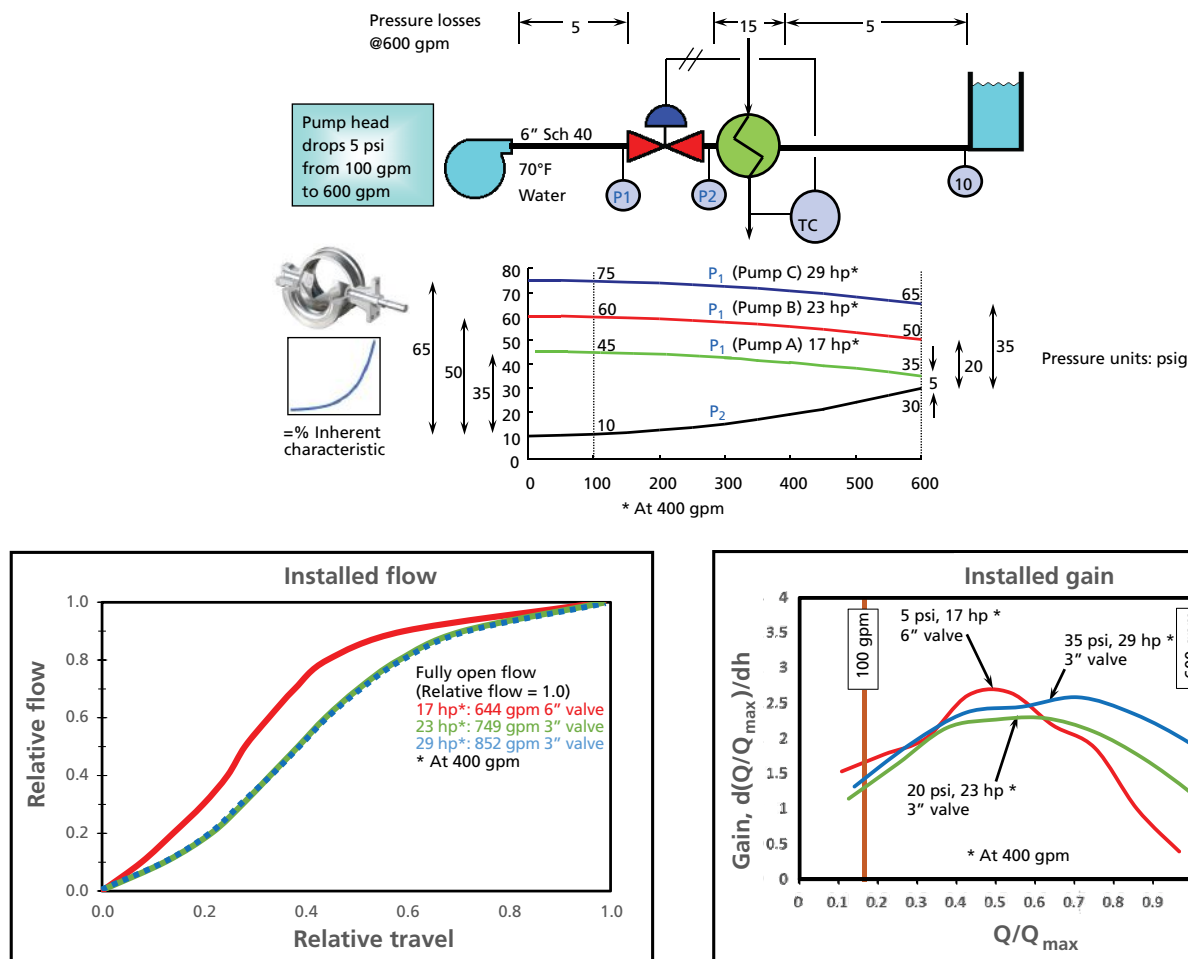 Pressure losses
@600 gpm
5
15
5
Pump head
drops 5 psi
from 100 gpm
to 600 gpm
6" Sch 40
70°F
Water
P1
P2
TC
10
=% Inherent
characteristic
65
50
35
80
70
60
50
40
30
20
10
0
75
P1 (Pump C) 29 hp*
65
60
P1 (Pump B) 23 hp*
50
45
P1 (Pump A) 17 hp*
35
P2
10
30
5
20
35
Pressure units: psig
0 100 200 300 400 500 600
* At 400 gpm
Installed flow
Relative flow
1.0
0.8
0.6
0.4
0.2
0.0
Fully open flow
(Relative flow = 1.0)
17 hp*: 644 gpm 6" valve
23 hp*: 749 gpm 3" valve
29 hp*: 852 gpm 3" valve
* At 400 gpm
0.0 0.2 0.4 0.6 0.8 1.0
Relative travel
Installed gain
Gain, d(Q/Qmax)/dh
4
3.5
3
2.5
2
1.5
1
0.5
0
100 gpm
5 psi, 17 hp *
6" valve
35 psi, 29 hp *
3" valve
20 psi, 23 hp *
3" valve
* At 400 gpm
0 0.1 0.2 0.3 0.4 0.5 0.6 0.7 0.8 0.9
Q/Qmax